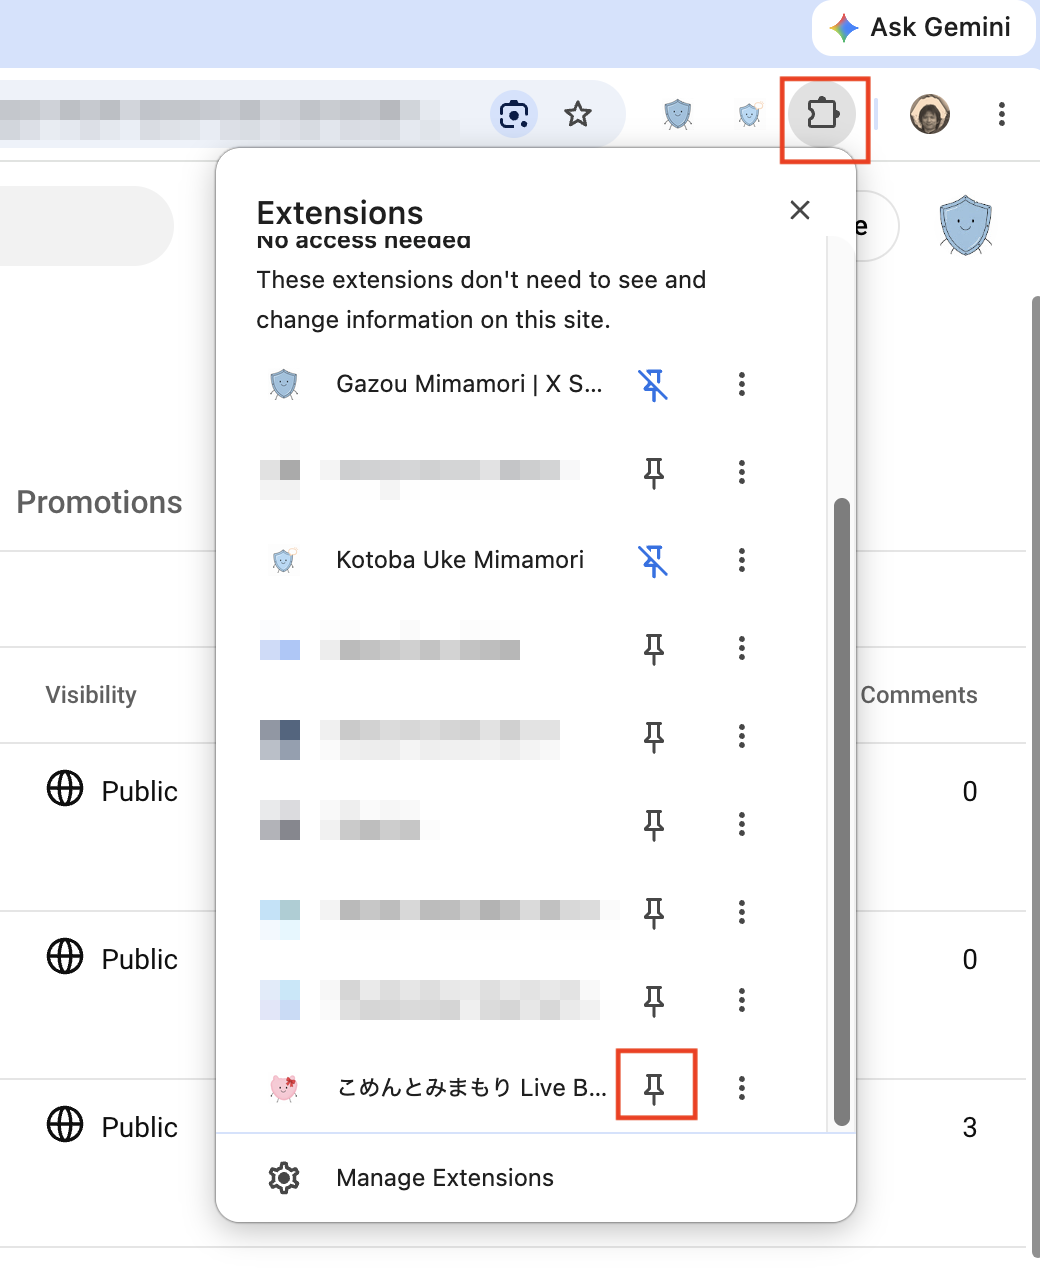 Ask Gemini
Extensions
No access needed
These extensions don't need to see and
change information on this site.
Gazou Mimamori | X S...
Kotoba Uke Mimamori
こめんとみまもり Live B...
Manage Extensions
e
Promotions
Visibility
Comments
Public
0
Public
0
Public
3